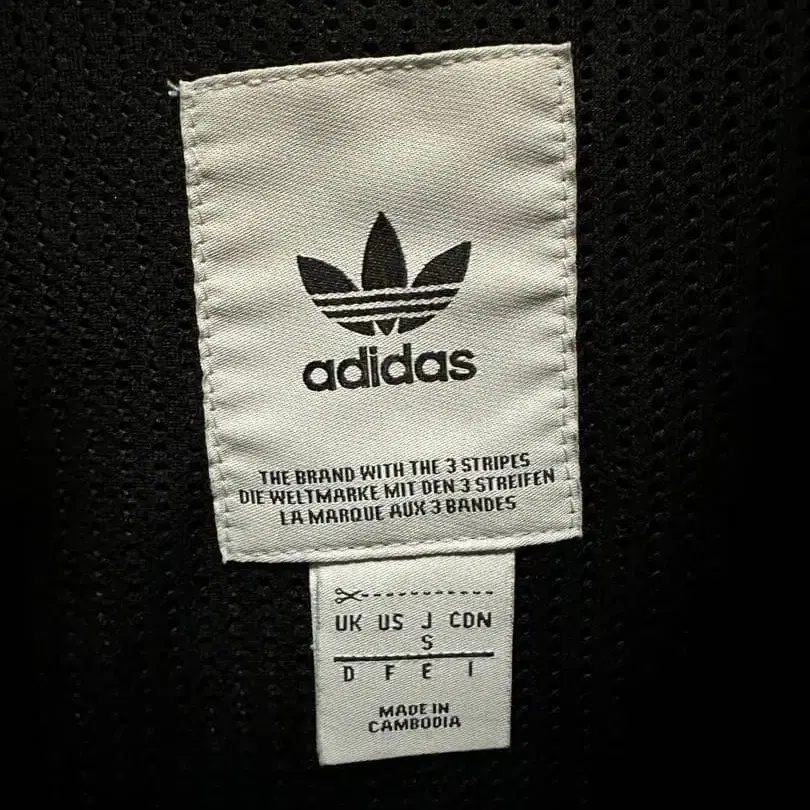 adidas
THE BRAND WITH THE 3 STRIPES
DIE WELTMARKE MIT DEN 3 STREIFEN
LA MARQUE AUX 3 BANDES
UK US J CDN
S
D F E I
MADE IN
CAMBODIA